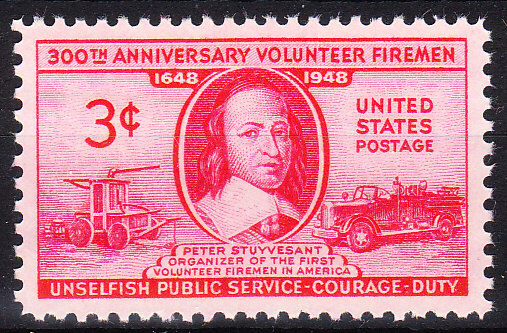 300TH ANNIVERSARY VOLUNTEER FIREMEN
1648 1948
3¢
UNITED
STATES
POSTAGE
PETER STUYVESANT
ORGANIZER OF THE FIRST
VOLUNTEER FIREMEN IN AMERICA
UNSELFISH PUBLIC SERVICE-COURAGE-DUTY